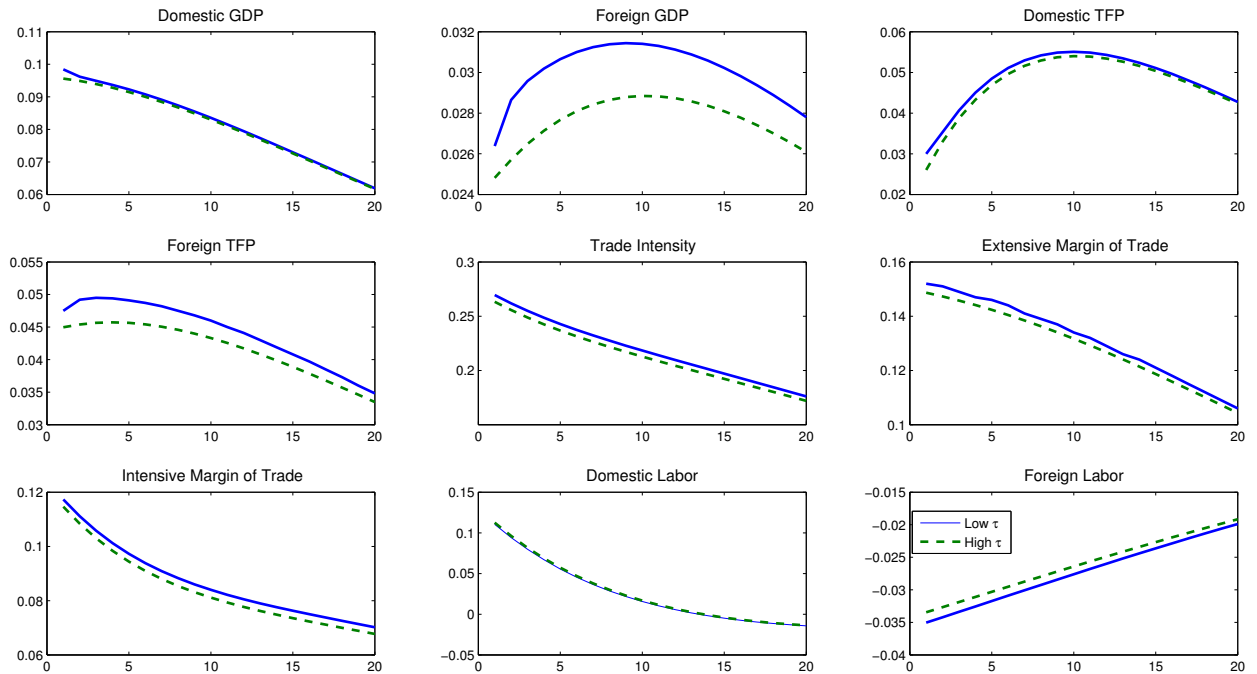 Domestic GDP
0.11
0.1
0.09
0.08
0.07
0.06
0 5 10 15 20
Foreign GDP
0.032
0.03
0.028
0.026
0.024
0 5 10 15 20
Domestic TFP
0.06
0.05
0.04
0.03
0.02
0 5 10 15 20
Foreign TFP
0.055
0.05
0.045
0.04
0.035
0.03
0 5 10 15 20
Trade Intensity
0.3
0.25
0.2
0 5 10 15 20
Extensive Margin of Trade
0.16
0.14
0.12
0.1
0 5 10 15 20
Intensive Margin of Trade
0.12
0.1
0.08
0.06
0 5 10 15 20
Domestic Labor
0.15
0.1
0.05
0
−0.05
0 5 10 15 20
Foreign Labor
−0.015
−0.02
−0.025
−0.03
−0.035
−0.04
0 5 10 15 20
Low τ
High τ